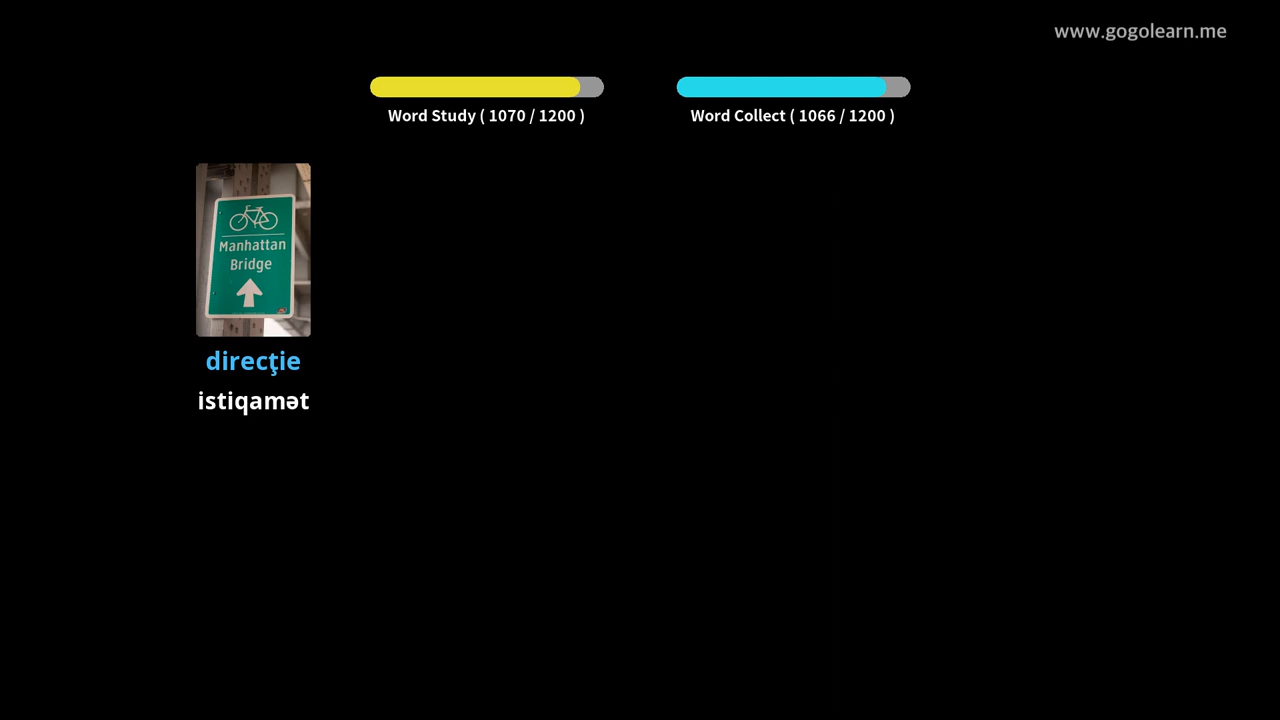 www.gogolearn.me
Word Study ( 1070 / 1200 )
Word Collect ( 1066 / 1200 )
Manhattan
Bridge
direcţie
istiqamət